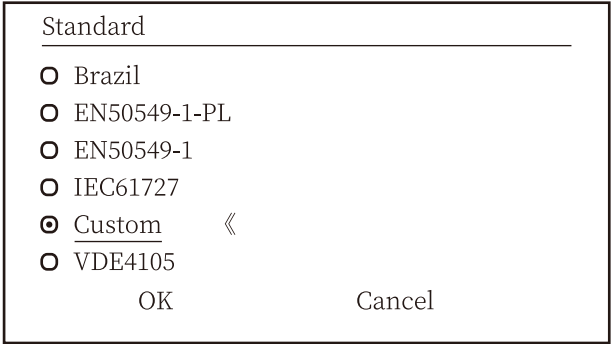 Standard
Brazil
EN50549-1-PL
EN50549-1
IEC61727
Custom 《
VDE4105
OK Cancel